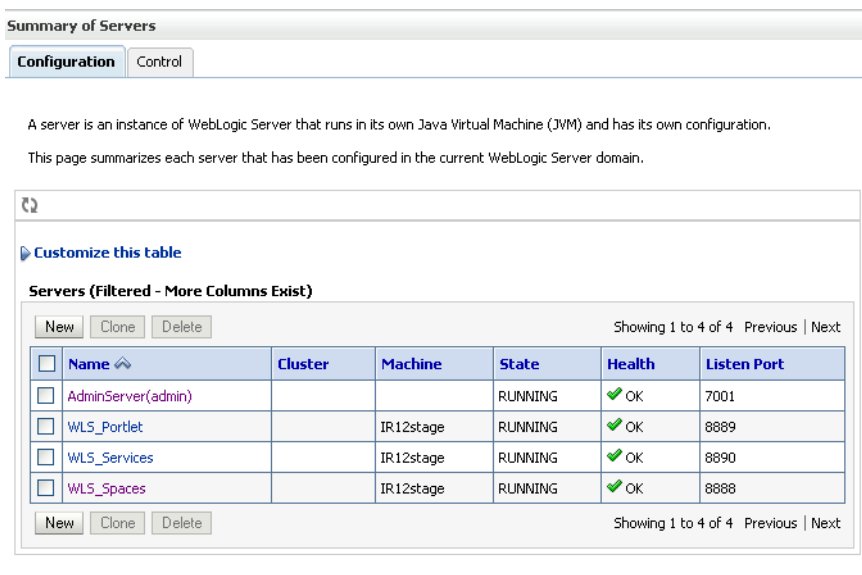 Summary of Servers
Configuration Control
A server is an instance of WebLogic Server that runs in its own Java Virtual Machine (JVM) and has its own configuration.
This page summarizes each server that has been configured in the current WebLogic Server domain.
Customize this table
Servers (Filtered - More Columns Exist)
New Clone Delete Showing 1 to 4 of 4 Previous | Next
Name Cluster Machine State Health Listen Port
AdminServer(admin) RUNNING OK 7001
WLS_Portlet IR12stage RUNNING OK 8889
WLS_Services IR12stage RUNNING OK 8890
WLS_Spaces IR12stage RUNNING OK 8888
New Clone Delete Showing 1 to 4 of 4 Previous | Next